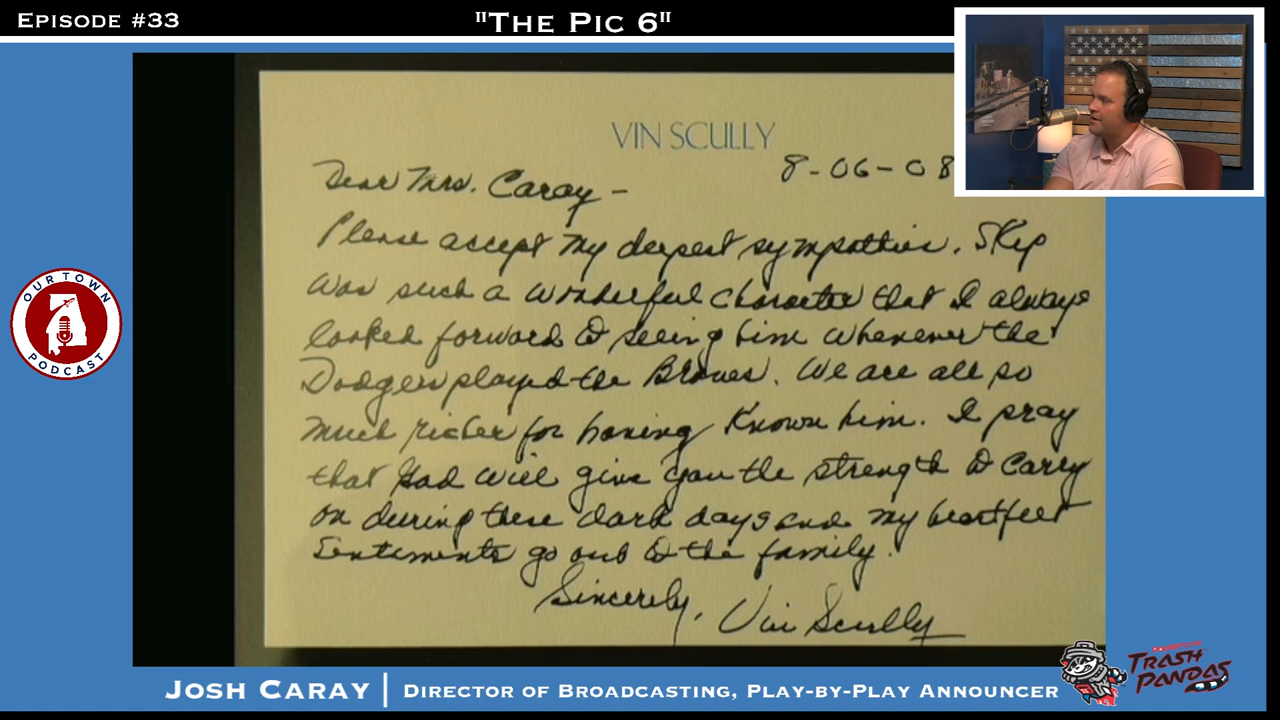 EPISODE #33
"THE PIC 6"
VIN SCULLY
8-06-08
Dear Mrs. Caray -
Please accept my deepest sympathies. Skip
was such a wonderful character that I always
looked forward to seeing him whenever the
Dodgers played the Braves. We are all so
much richer for having known him. I pray
that God will give you the strength to carry
on during these dark days and my heartfelt
sentiments go out to the family.
Sincerely, Vin Scully
OUR TOWN
PODCAST
JOSH CARAY | DIRECTOR OF BROADCASTING, PLAY-BY-PLAY ANNOUNCER
TRASH
PANDAS